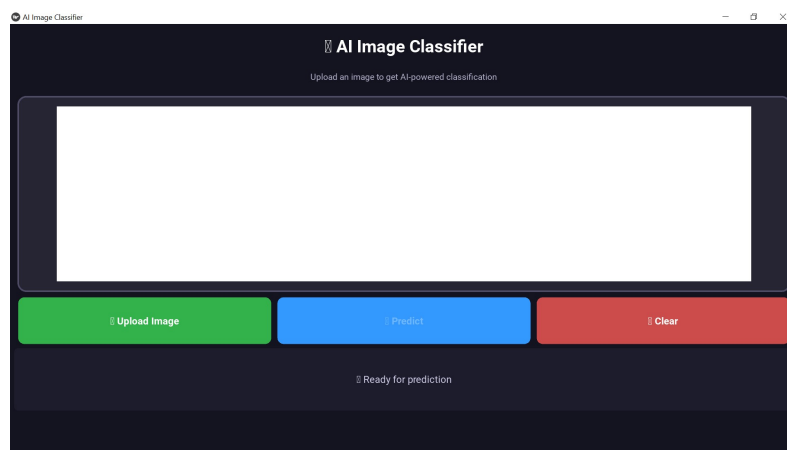 AI Image Classifier
AI Image Classifier
Upload an image to get AI-powered classification
Upload Image
Predict
Clear
Ready for prediction